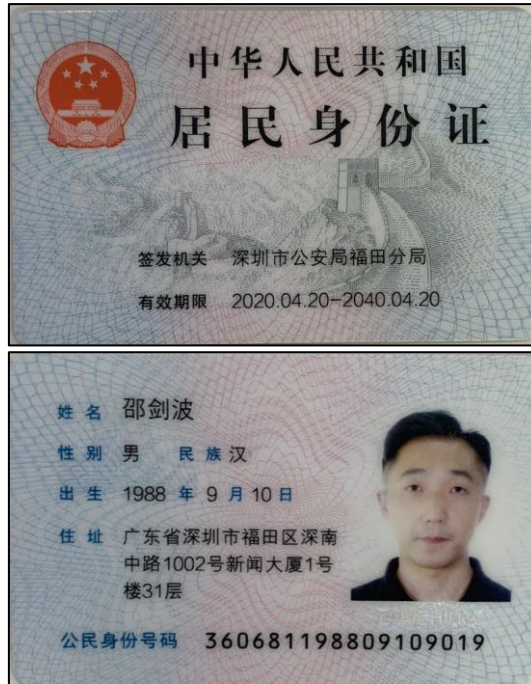 中华人民共和国
居民身份证
签发机关 深圳市公安局福田分局
有效期限 2020.04.20-2040.04.20
姓名 邵剑波
性别 男 民族 汉
出生 1988 年 9 月 10 日
住址 广东省深圳市福田区深南
中路1002号新闻大厦1号
楼31层
公民身份号码 360681198809109019